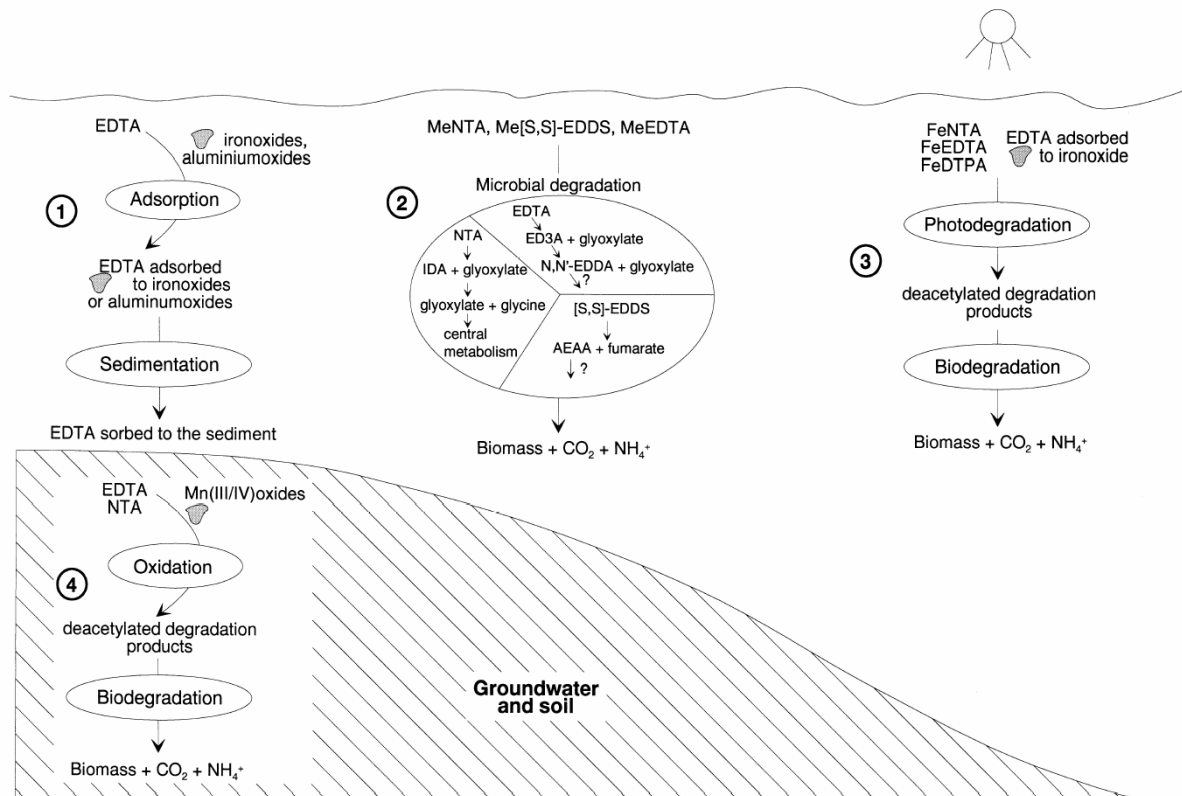 EDTA
ironoxides,
aluminiumoxides
Adsorption
1
EDTA adsorbed
to ironoxides
or aluminumoxides
Sedimentation
EDTA sorbed to the sediment
MeNTA, Me[S,S]-EDDS, MeEDTA
Microbial degradation
2
NTA
IDA + glyoxylate
glyoxylate + glycine
central
metabolism
EDTA
ED3A + glyoxylate
N,N'-EDDA + glyoxylate
?
[S,S]-EDDS
AEAA + fumarate
?
Biomass + CO₂ + NH₄⁺
FeNTA
FeEDTA
FeDTPA
EDTA adsorbed
to ironoxide
Photodegradation
3
deacetylated degradation
products
Biodegradation
Biomass + CO₂ + NH₄⁺
EDTA
NTA
Mn(III/IV)oxides
Oxidation
4
deacetylated degradation
products
Biodegradation
Biomass + CO₂ + NH₄⁺
Groundwater
and soil